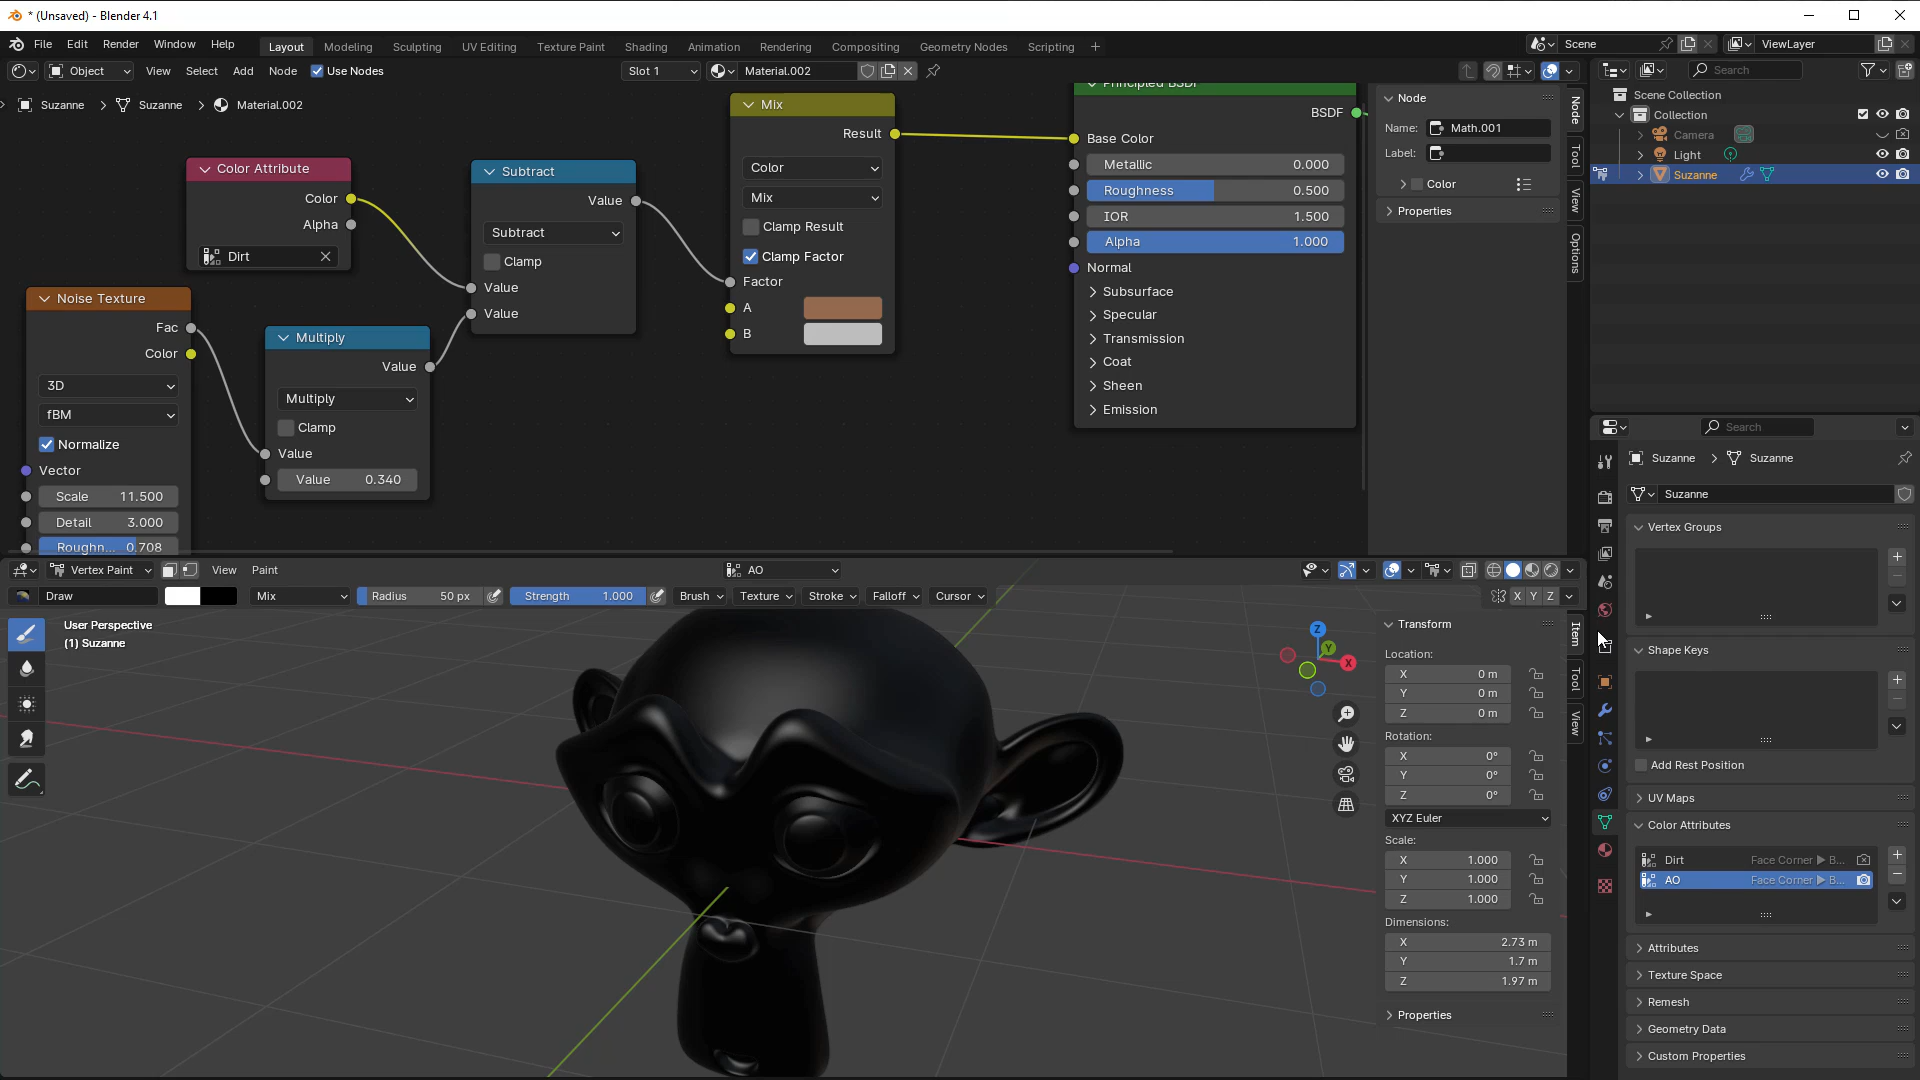 * (Unsaved) - Blender 4.1
File Edit Render Window Help
Layout Modeling Sculpting UV Editing Texture Paint Shading Animation Rendering Compositing Geometry Nodes Scripting +
Scene
ViewLayer
Object View Select Add Node Use Nodes
Slot 1
Material.002
Search
Suzanne > Suzanne > Material.002
Scene Collection
Collection
Camera
Light
Suzanne
Color Attribute
Color
Alpha
Dirt
Noise Texture
Fac
Color
3D
fBM
Normalize
Vector
Scale 11.500
Detail 3.000
Roughn... 0.708
Multiply
Value
Multiply
Clamp
Value
Value 0.340
Subtract
Value
Subtract
Clamp
Value
Value
Mix
Result
Color
Mix
Clamp Result
Clamp Factor
Factor
A
B
Principled BSDF
BSDF
Base Color
Metallic 0.000
Roughness 0.500
IOR 1.500
Alpha 1.000
Normal
Subsurface
Specular
Transmission
Coat
Sheen
Emission
Node
Name: Math.001
Label:
Color
Properties
Node
Tool
View
Options
Vertex Paint View Paint
AO
Draw
Mix
Radius 50 px
Strength 1.000
Brush Texture Stroke Falloff Cursor
X Y Z
User Perspective
(1) Suzanne
Z
Y
X
Transform
Location:
X 0 m
Y 0 m
Z 0 m
Rotation:
X 0°
Y 0°
Z 0°
XYZ Euler
Scale:
X 1.000
Y 1.000
Z 1.000
Dimensions:
X 2.73 m
Y 1.7 m
Z 1.97 m
Properties
Item
Tool
View
Search
Suzanne > Suzanne
Suzanne
Vertex Groups
Shape Keys
Add Rest Position
UV Maps
Color Attributes
Dirt Face Corner ▶ B...
AO Face Corner ▶ B...
Attributes
Texture Space
Remesh
Geometry Data
Custom Properties